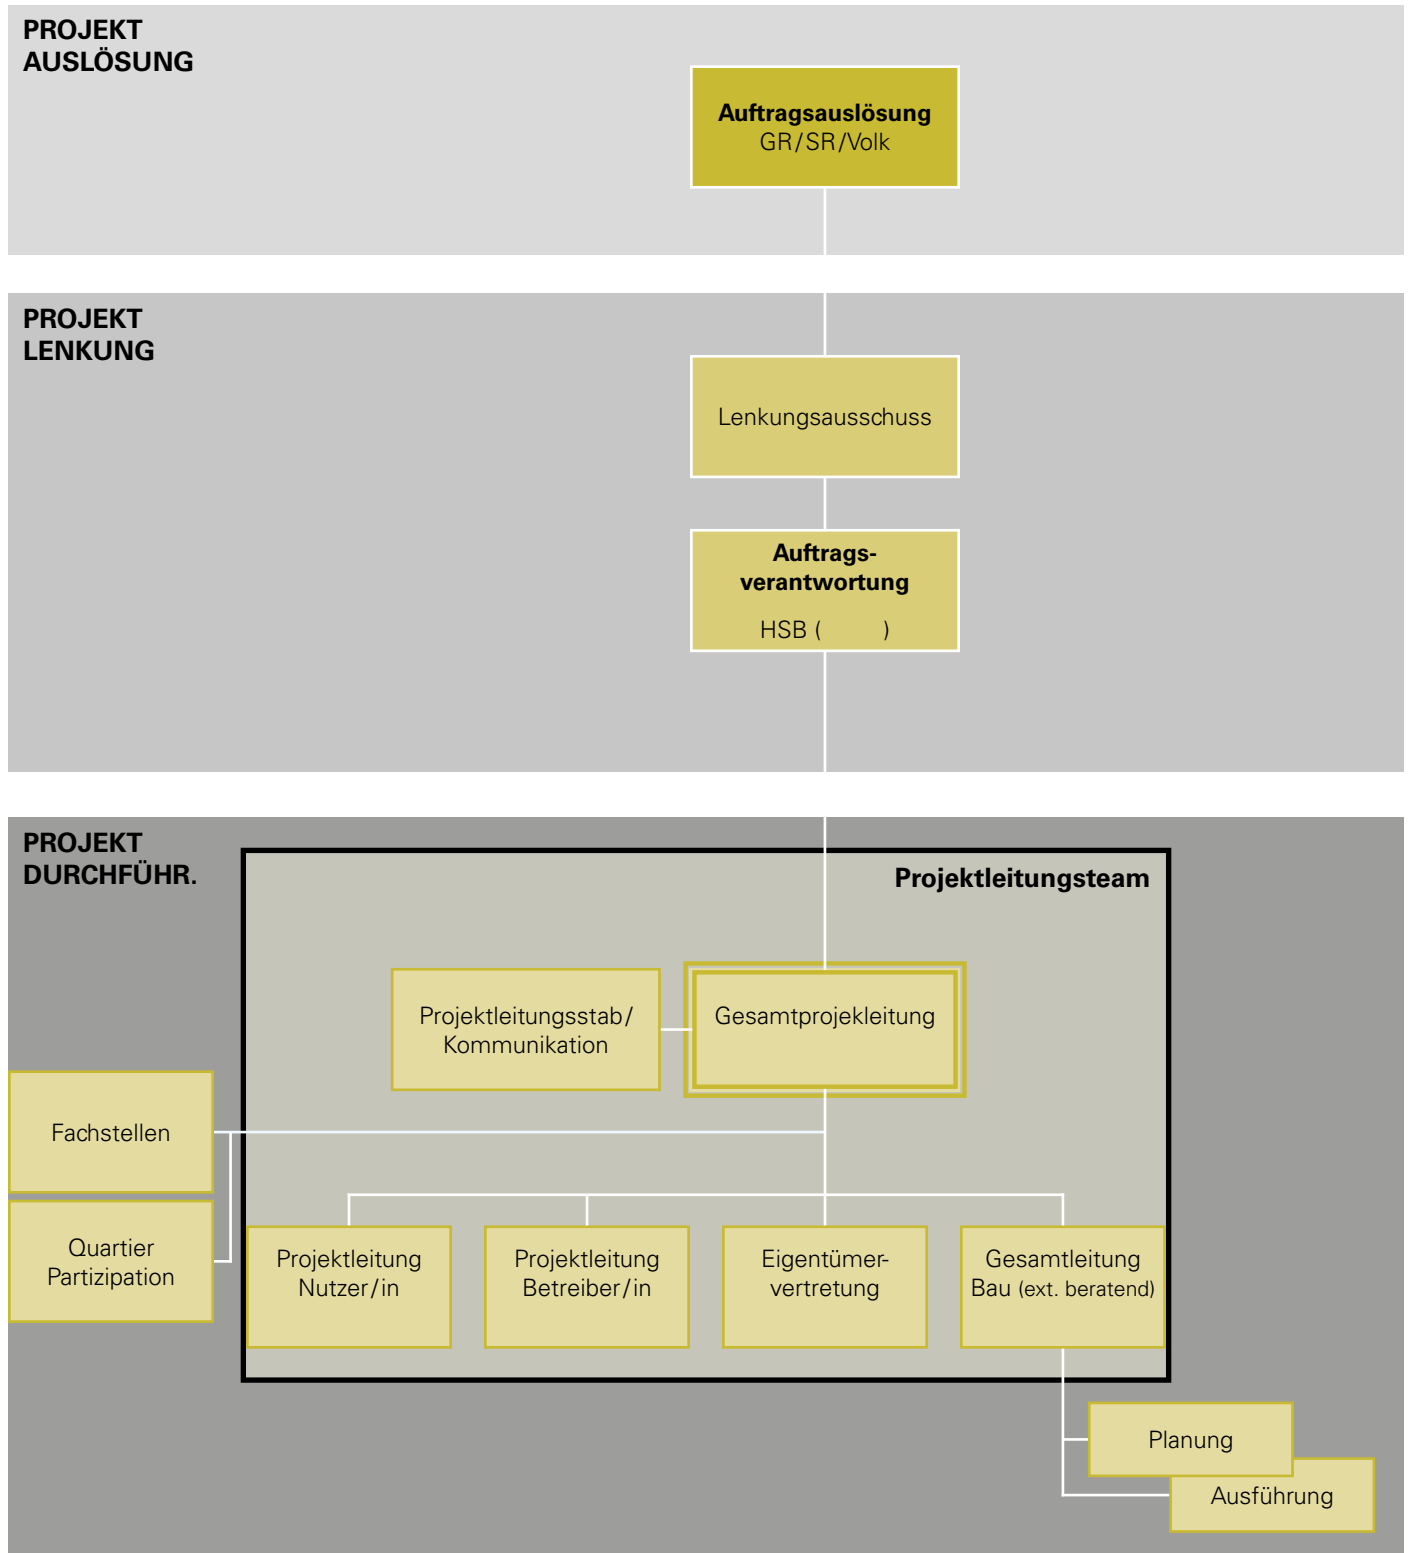 PROJEKT
AUSLÖSUNG
Auftragsauslösung
GR/SR/Volk
PROJEKT
LENKUNG
Lenkungsausschuss
Auftrags-
verantwortung
HSB (        )
PROJEKT
DURCHFÜHR.
Projektleitungsteam
Projektleitungsstab/
Kommunikation
Gesamtprojekleitung
Fachstellen
Quartier
Partizipation
Projektleitung
Nutzer/in
Projektleitung
Betreiber/in
Eigentümer-
vertretung
Gesamtleitung
Bau (ext. beratend)
Planung
Ausführung